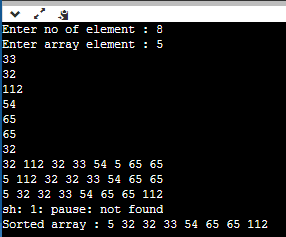 Enter no of element : 8
Enter array element : 5
33
32
112
54
65
65
32
32 112 32 33 54 5 65 65
5 112 32 32 33 54 65 65
5 32 32 33 54 65 65 112
sh: 1: pause: not found
Sorted array : 5 32 32 33 54 65 65 112